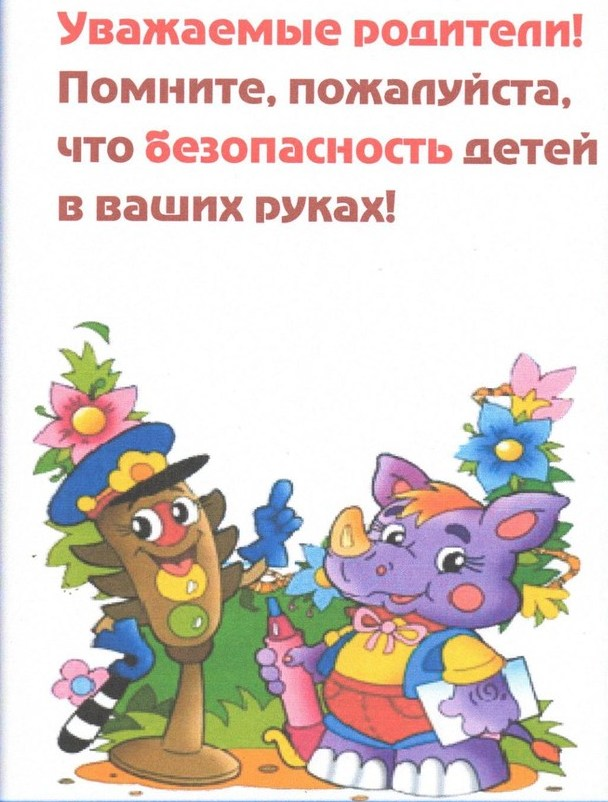 Уважаемые родители!
Помните, пожалуйста,
что безопасность детей
в ваших руках!